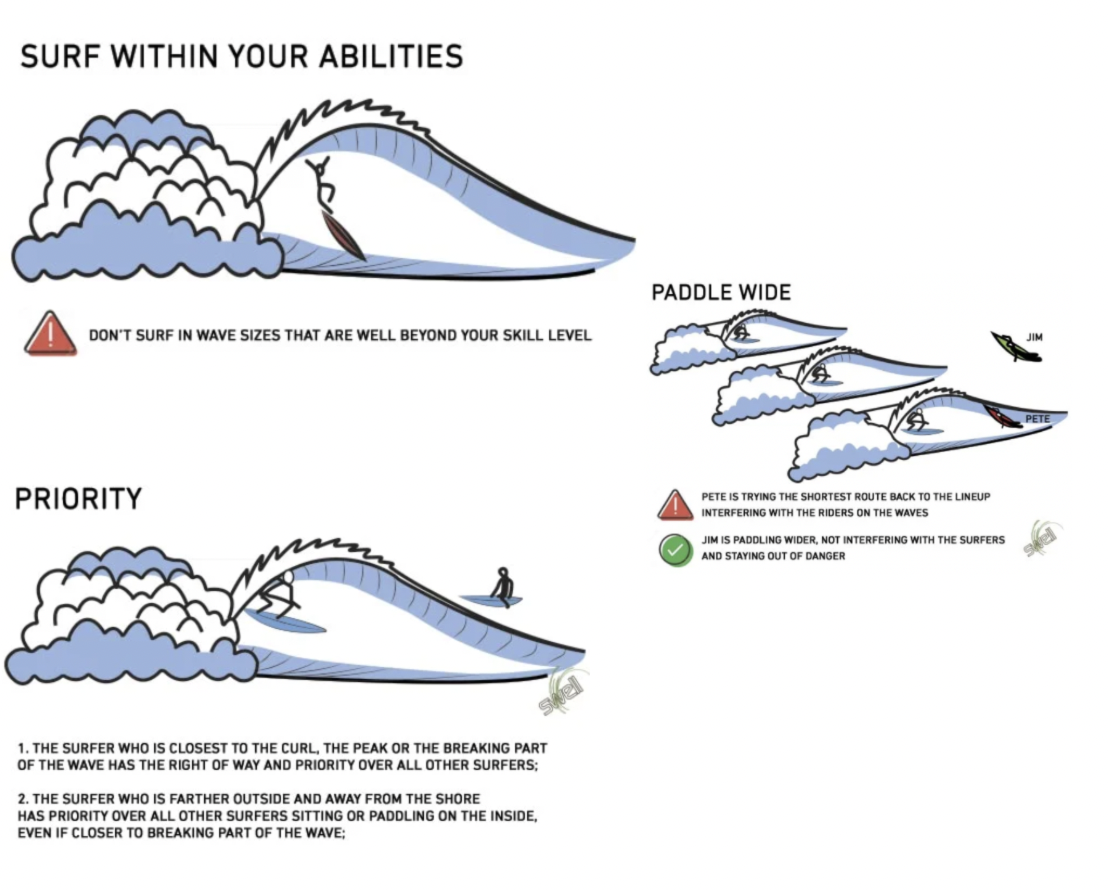 SURF WITHIN YOUR ABILITIES
DON'T SURF IN WAVE SIZES THAT ARE WELL BEYOND YOUR SKILL LEVEL
PADDLE WIDE
JIM
PETE
PETE IS TRYING THE SHORTEST ROUTE BACK TO THE LINEUP
INTERFERING WITH THE RIDERS ON THE WAVES
JIM IS PADDLING WIDER, NOT INTERFERING WITH THE SURFERS
AND STAYING OUT OF DANGER
swell
PRIORITY
swell
1. THE SURFER WHO IS CLOSEST TO THE CURL, THE PEAK OR THE BREAKING PART
OF THE WAVE HAS THE RIGHT OF WAY AND PRIORITY OVER ALL OTHER SURFERS;
2. THE SURFER WHO IS FARTHER OUTSIDE AND AWAY FROM THE SHORE
HAS PRIORITY OVER ALL OTHER SURFERS SITTING OR PADDLING ON THE INSIDE,
EVEN IF CLOSER TO BREAKING PART OF THE WAVE;